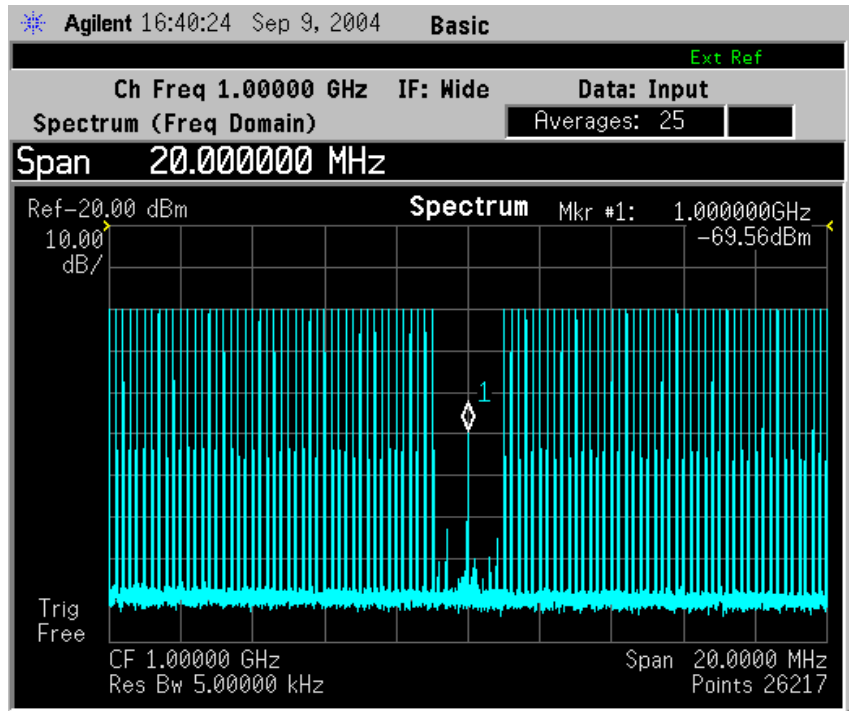 Agilent 16:40:24 Sep 9, 2004 Basic
Ext Ref
Ch Freq 1.00000 GHz IF: Wide Data: Input
Spectrum (Freq Domain) Averages: 25
Span 20.000000 MHz
Ref-20.00 dBm Spectrum Mkr #1: 1.000000GHz
10.00 -69.56dBm
dB/
1
Trig
Free
CF 1.00000 GHz Span 20.0000 MHz
Res Bw 5.00000 kHz Points 26217